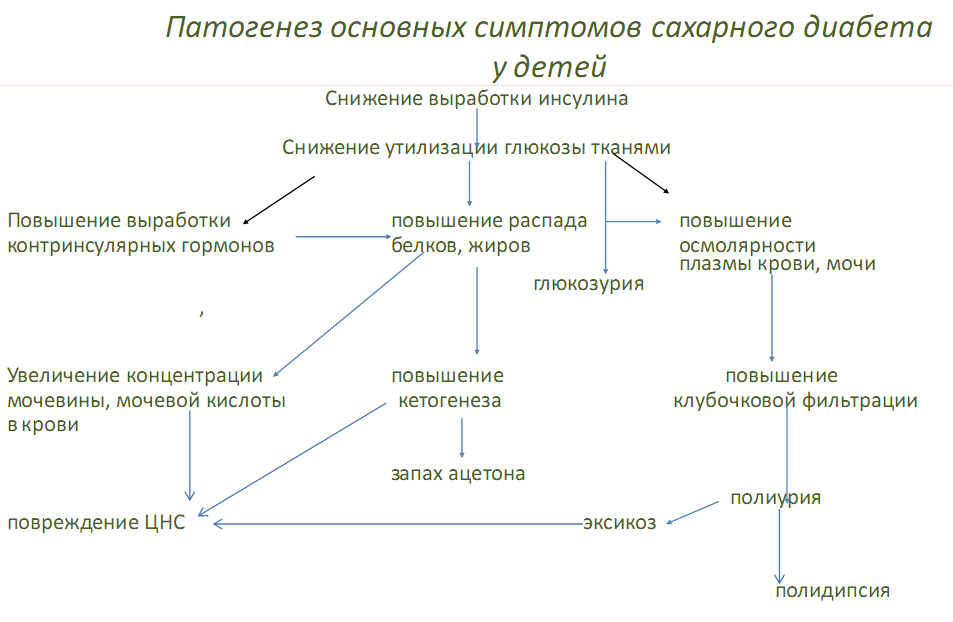 Патогенез основных симптомов сахарного диабета
у детей
Снижение выработки инсулина
Снижение утилизации глюкозы тканями
Повышение выработки
контринсулярных гормонов
повышение распада
белков, жиров
повышение
осмолярности
плазмы крови, мочи
глюкозурия
,
Увеличение концентрации
мочевины, мочевой кислоты
в крови
повышение
кетогенеза
повышение
клубочковой фильтрации
запах ацетона
полиурия
повреждение ЦНС
эксикоз
полидипсия